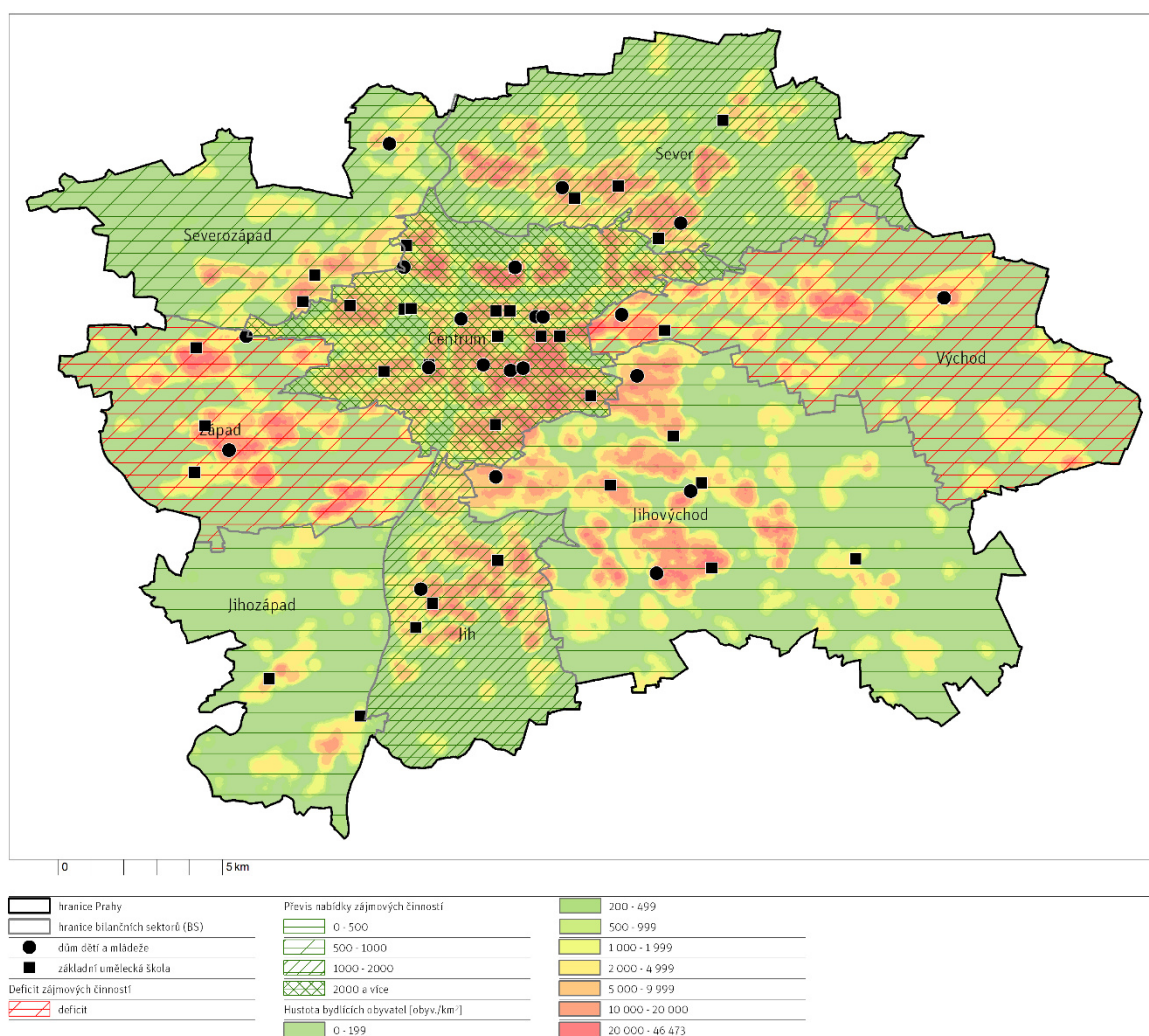 Sever
Severozápad
Centrum
Východ
Západ
Jihovýchod
Jihozápad
Jih
0 5 km
hranice Prahy
hranice bilančních sektorů (BS)
dům dětí a mládeže
základní umělecká škola
Deficit zájmových činností
deficit
Převis nabídky zájmových činností
0 - 500
500 - 1000
1000 - 2000
2000 a více
Hustota bydlících obyvatel [obyv./km²]
0 - 199
200 - 499
500 - 999
1 000 - 1 999
2 000 - 4 999
5 000 - 9 999
10 000 - 20 000
20 000 - 46 473